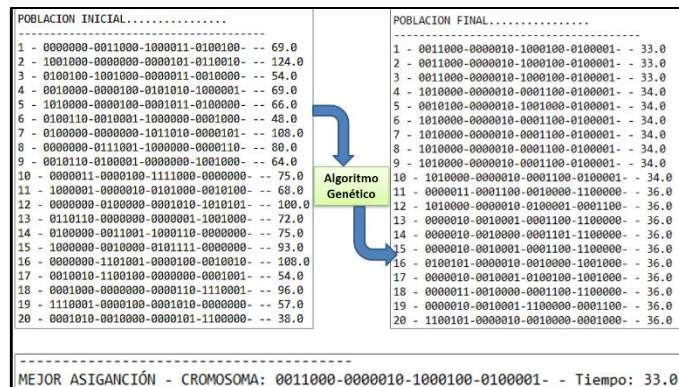 POBLACION INICIAL...............
----------------------------------------
1 - 0000000-0011000-1000011-0100100- -- 69.0
2 - 1001000-0000000-0000101-0110010- -- 124.0
3 - 0100100-1001000-0000011-0010000- -- 54.0
4 - 0010000-0000100-0101010-1000001- -- 69.0
5 - 1010000-0000100-0001011-0100000- -- 66.0
6 - 0100110-0010001-1000000-0001000- -- 48.0
7 - 0100000-0000000-1011010-0000101- -- 108.0
8 - 0000000-0111001-1000000-0000110- -- 80.0
9 - 0010110-0100001-0000000-1001000- -- 64.0
10 - 0000011-0000100-1111000-0000000- -- 75.0
11 - 1000001-0000010-0101000-0010100- -- 68.0
12 - 0000000-0100000-0001010-1010101- -- 100.0
13 - 0110110-0000000-0000001-1001000- -- 72.0
14 - 0100000-0011001-1000110-0000000- -- 75.0
15 - 1000000-0010000-0101111-0000000- -- 93.0
16 - 0000000-1101001-0000100-0010010- -- 108.0
17 - 0010010-1100100-0000000-0001001- -- 54.0
18 - 0001000-0000000-0000110-1110001- -- 96.0
19 - 1110001-0000100-0001010-0000000- -- 57.0
20 - 0001010-0010000-0000101-1100000- -- 38.0
Algoritmo
Genético
POBLACION FINAL...............
----------------------------------------
1 - 0011000-0000010-1000100-0100001- - 33.0
2 - 0011000-0000010-1000100-0100001- - 33.0
3 - 0011000-0000010-1000100-0100001- - 33.0
4 - 1010000-0000010-0001100-0100001- - 34.0
5 - 0010100-0000010-1001000-0100001- - 34.0
6 - 1010000-0000010-0001100-0100001- - 34.0
7 - 1010000-0000010-0001100-0100001- - 34.0
8 - 1010000-0000010-0001100-0100001- - 34.0
9 - 1010000-0000010-0001100-0100001- - 34.0
10 - 1010000-0000010-0001100-0100001- - 34.0
11 - 0000011-0001100-0010000-1100000- - 36.0
12 - 1010000-0000010-0100001-0001100- - 36.0
13 - 0000010-0010001-0001100-1100000- - 36.0
14 - 0000010-0010000-0001101-1100000- - 36.0
15 - 0000010-0010001-0001100-1100000- - 36.0
16 - 0100101-0000010-0010000-1001000- - 36.0
17 - 0000010-0010001-0100100-1001000- - 36.0
18 - 0000011-0010000-0001100-1100000- - 36.0
19 - 0000010-0010001-1100000-0001100- - 36.0
20 - 1100101-0000010-0010000-0001000- - 36.0
----------------------------------------
MEJOR ASIGANCIÓN - CROMOSOMA: 0011000-0000010-1000100-0100001- - Tiempo: 33.0